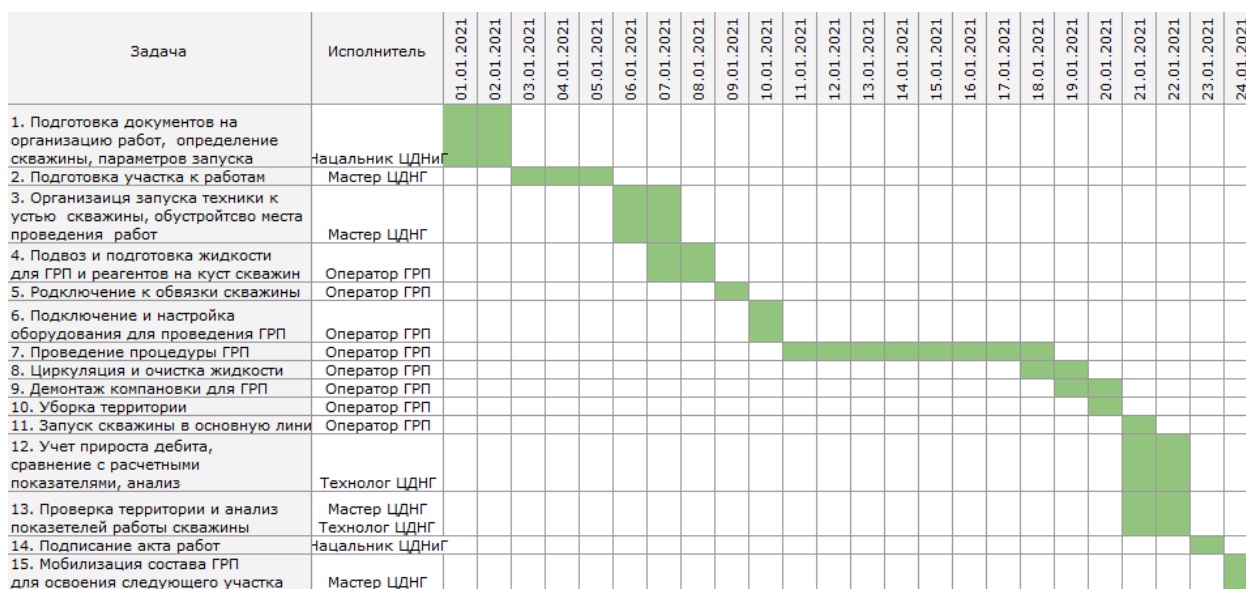 Задача Исполнитель 01.01.2021 02.01.2021 03.01.2021 04.01.2021 05.01.2021 06.01.2021 07.01.2021 08.01.2021 09.01.2021 10.01.2021 11.01.2021 12.01.2021 13.01.2021 14.01.2021 15.01.2021 16.01.2021 17.01.2021 18.01.2021 19.01.2021 20.01.2021 21.01.2021 22.01.2021 23.01.2021 24.01.2021
1. Подготовка документов на
организацию работ, определение
скважины, параметров запуска Нацальник ЦДНиГ
2. Подготовка участка к работам Мастер ЦДНГ
3. Организаиця запуска техники к
устью скважины, обустройтсво места
проведения работ Мастер ЦДНГ
4. Подвоз и подготовка жидкости
для ГРП и реагентов на куст скважин Оператор ГРП
5. Родключение к обвязки скважины Оператор ГРП
6. Подключение и настройка
оборудования для проведения ГРП Оператор ГРП
7. Проведение процедуры ГРП Оператор ГРП
8. Циркуляция и очистка жидкости Оператор ГРП
9. Демонтаж компановки для ГРП Оператор ГРП
10. Уборка территории Оператор ГРП
11. Запуск скважины в основную лини Оператор ГРП
12. Учет прироста дебита,
сравнение с расчетными
показателями, анализ Технолог ЦДНГ
13. Проверка территории и анализ Мастер ЦДНГ
показетелей работы скважины Технолог ЦДНГ
14. Подписание акта работ Нацальник ЦДНиГ
15. Мобилизация состава ГРП
для освоения следующего участка Мастер ЦДНГ